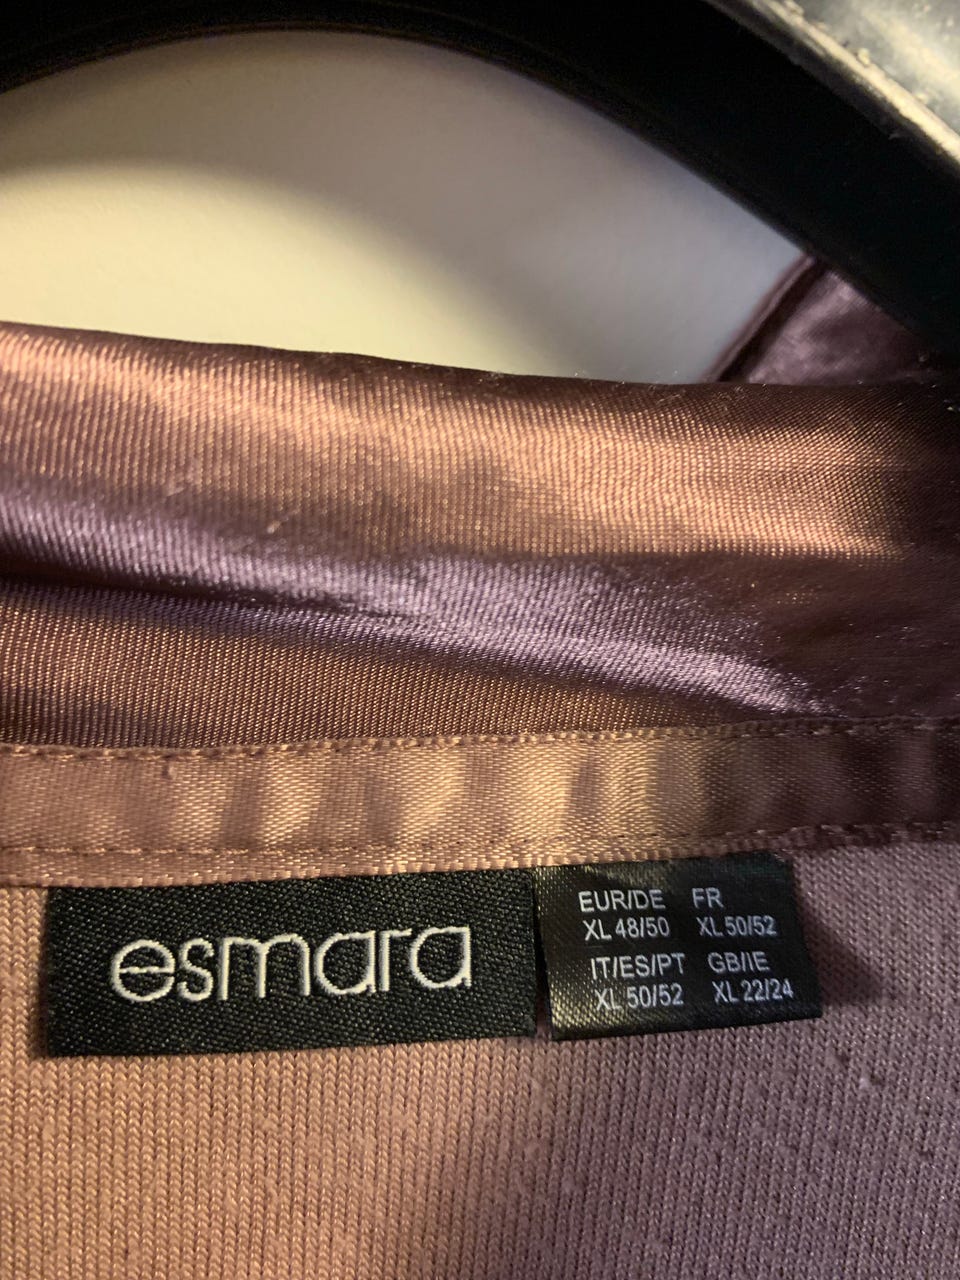 esmara
EUR/DE FR
XL 48/50 XL 50/52
IT/ES/PT GB/IE
XL 50/52 XL 22/24